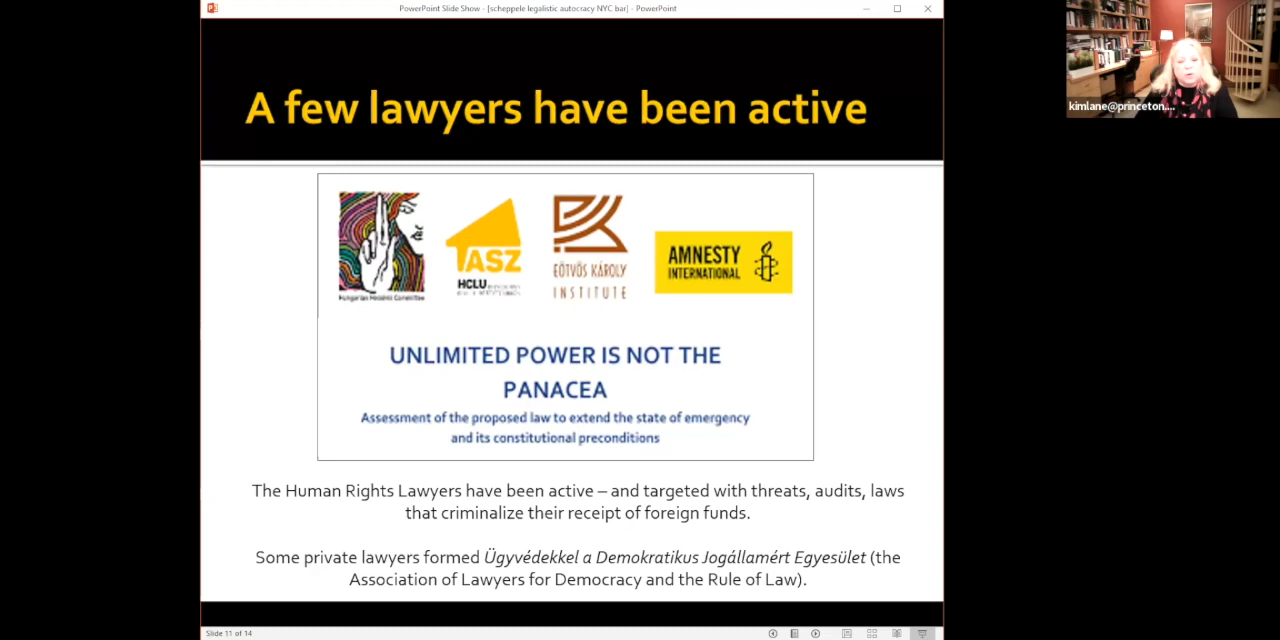 PowerPoint Slide Show - [scheppele legalistic autocracy NYC bar] - PowerPoint
kimlane@princeton....
A few lawyers have been active
Hungarian Helsinki Committee
TASZ
HCLU
EÖTVÖS KÁROLY
INSTITUTE
AMNESTY
INTERNATIONAL
UNLIMITED POWER IS NOT THE
PANACEA
Assessment of the proposed law to extend the state of emergency
and its constitutional preconditions
The Human Rights Lawyers have been active – and targeted with threats, audits, laws
that criminalize their receipt of foreign funds.
Some private lawyers formed Ügyvédekkel a Demokratikus Jogállamért Egyesület (the
Association of Lawyers for Democracy and the Rule of Law).
Slide 11 of 14